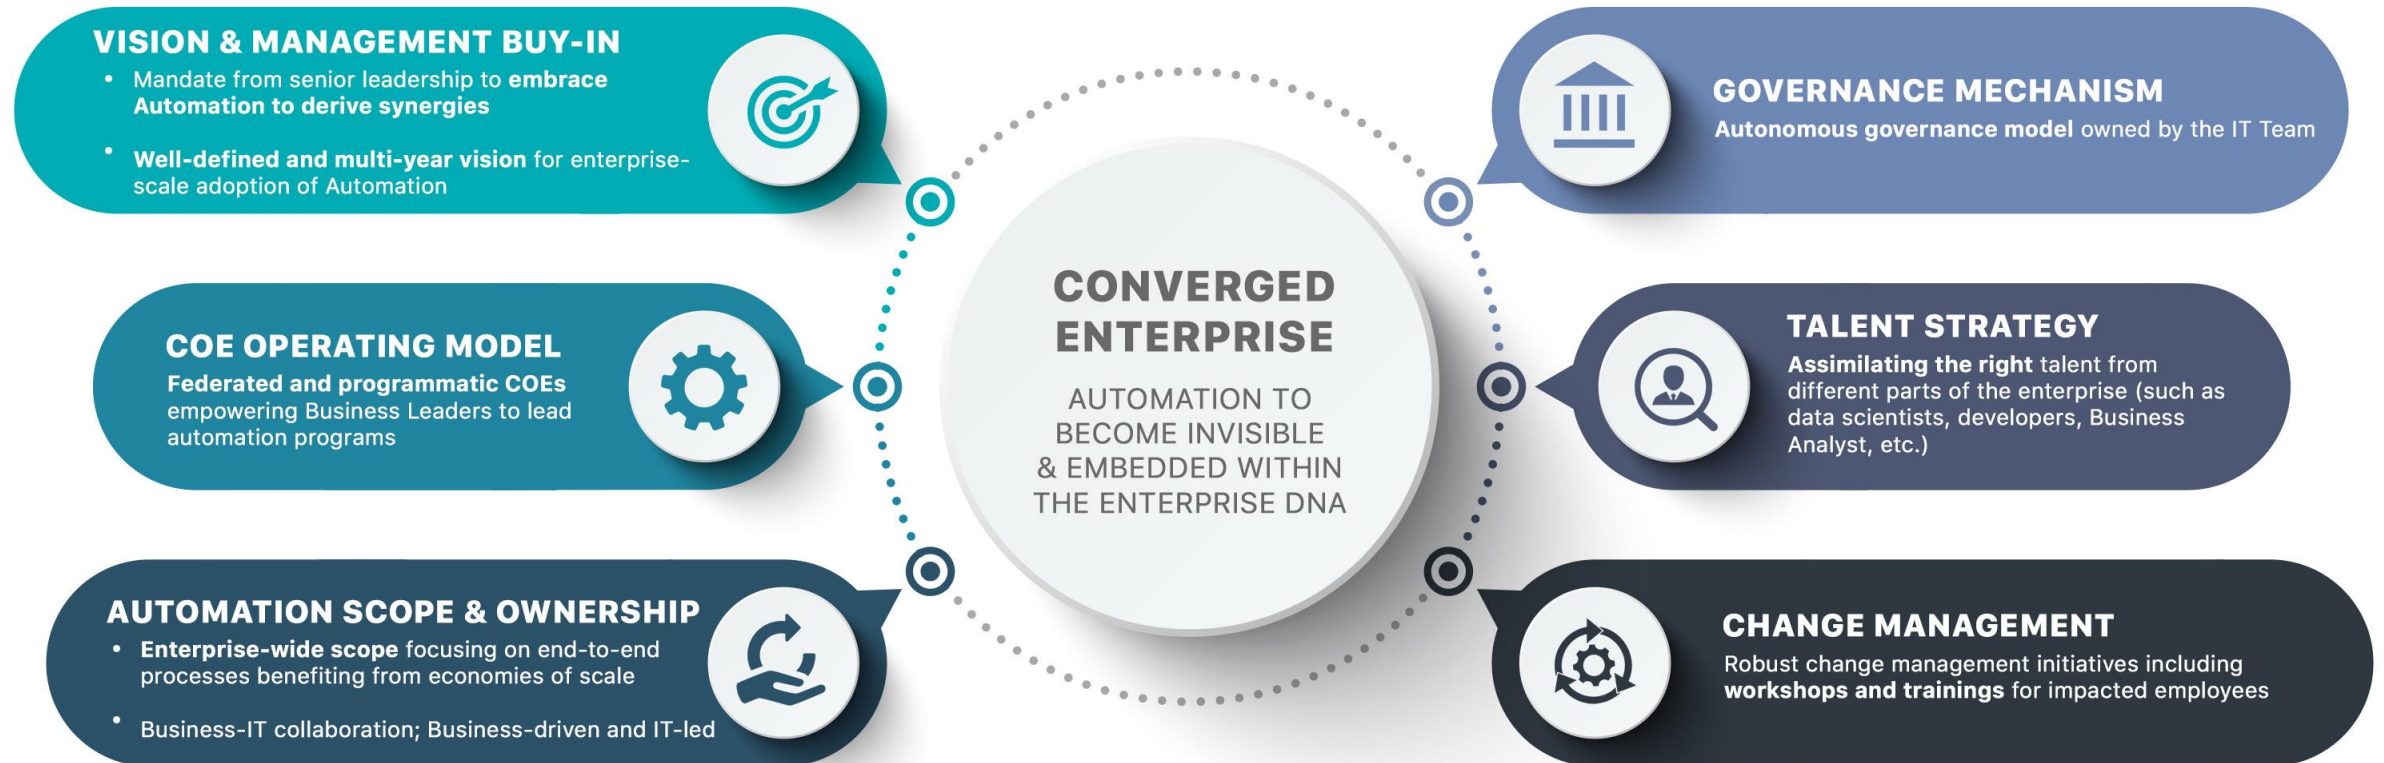 VISION & MANAGEMENT BUY-IN
• Mandate from senior leadership to embrace
Automation to derive synergies
• Well-defined and multi-year vision for enterprise-
scale adoption of Automation
COE OPERATING MODEL
Federated and programmatic COEs
empowering Business Leaders to lead
automation programs
AUTOMATION SCOPE & OWNERSHIP
• Enterprise-wide scope focusing on end-to-end
processes benefiting from economies of scale
• Business-IT collaboration; Business-driven and IT-led
CONVERGED
ENTERPRISE
AUTOMATION TO
BECOME INVISIBLE
& EMBEDDED WITHIN
THE ENTERPRISE DNA
GOVERNANCE MECHANISM
Autonomous governance model owned by the IT Team
TALENT STRATEGY
Assimilating the right talent from
different parts of the enterprise (such as
data scientists, developers, Business
Analyst, etc.)
CHANGE MANAGEMENT
Robust change management initiatives including
workshops and trainings for impacted employees